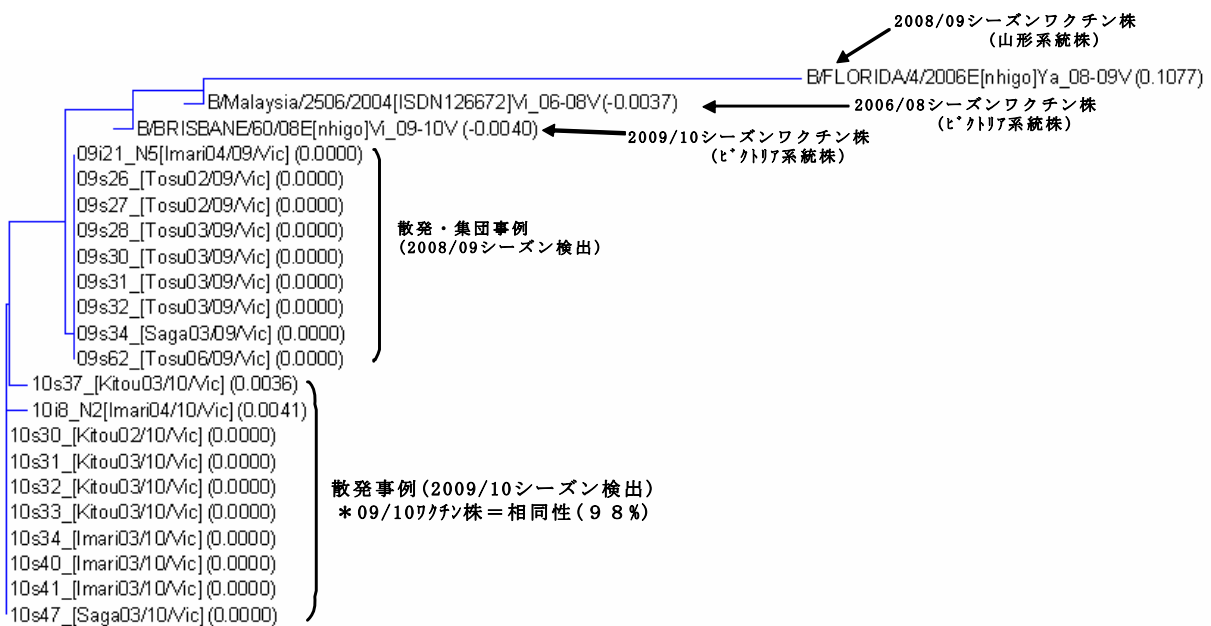 2008/09シーズンワクチン株
(山形系統株)
B/FLORIDA/4/2006E[nhigo]Ya_08-09V (0.1077)
B/Malaysia/2506/2004[ISDN126672]Vi_06-08V(-0.0037)
2006/08シーズンワクチン株
(ﾋﾞｸﾄﾘｱ系統株)
B/BRISBANE/60/08E[nhigo]Vi_09-10V (-0.0040)
2009/10シーズンワクチン株
(ﾋﾞｸﾄﾘｱ系統株)
09i21_N5[Imari04/09/Vic] (0.0000)
09s26_[Tosu02/09/Vic] (0.0000)
09s27_[Tosu02/09/Vic] (0.0000)
09s28_[Tosu03/09/Vic] (0.0000)
09s30_[Tosu03/09/Vic] (0.0000)
09s31_[Tosu03/09/Vic] (0.0000)
09s32_[Tosu03/09/Vic] (0.0000)
09s34_[Saga03/09/Vic] (0.0000)
09s62_[Tosu06/09/Vic] (0.0000)
散発・集団事例
(2008/09シーズン検出)
10s37_[Kitou03/10/Vic] (0.0036)
10i8_N2[Imari04/10/Vic] (0.0041)
10s30_[Kitou02/10/Vic] (0.0000)
10s31_[Kitou03/10/Vic] (0.0000)
10s32_[Kitou03/10/Vic] (0.0000)
10s33_[Kitou03/10/Vic] (0.0000)
10s34_[Imari03/10/Vic] (0.0000)
10s40_[Imari03/10/Vic] (0.0000)
10s41_[Imari03/10/Vic] (0.0000)
10s47_[Saga03/10/Vic] (0.0000)
散発事例(2009/10シーズン検出)
＊09/10ﾜｸﾁﾝ株＝相同性(９８%)